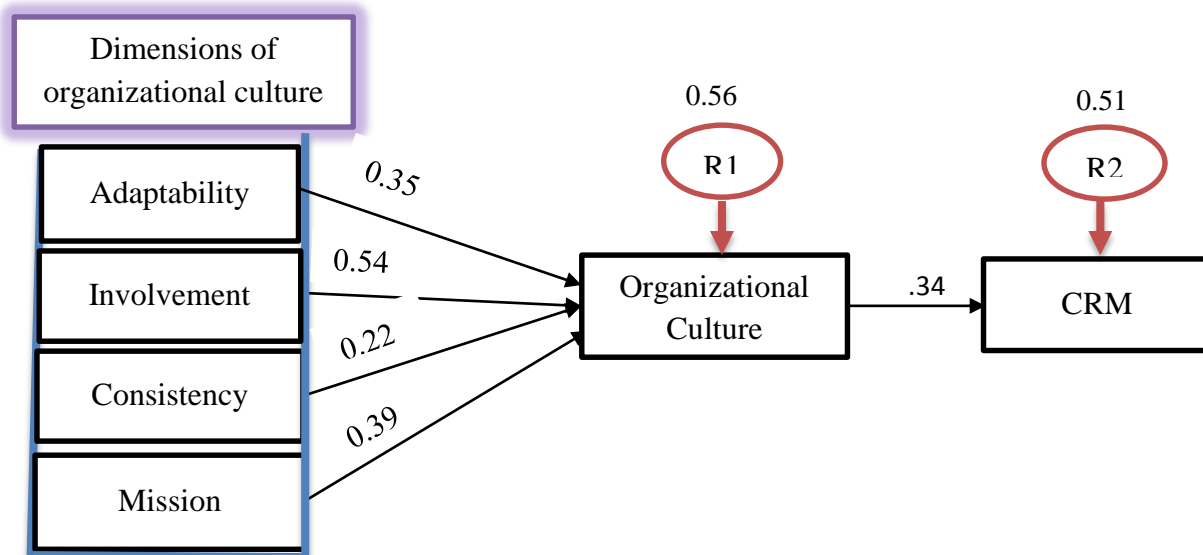 Dimensions of
organizational culture
0.56
0.51
R1
R2
Adaptability
0.35
Involvement
0.54
Organizational
Culture
.34
CRM
Consistency
0.22
Mission
0.39